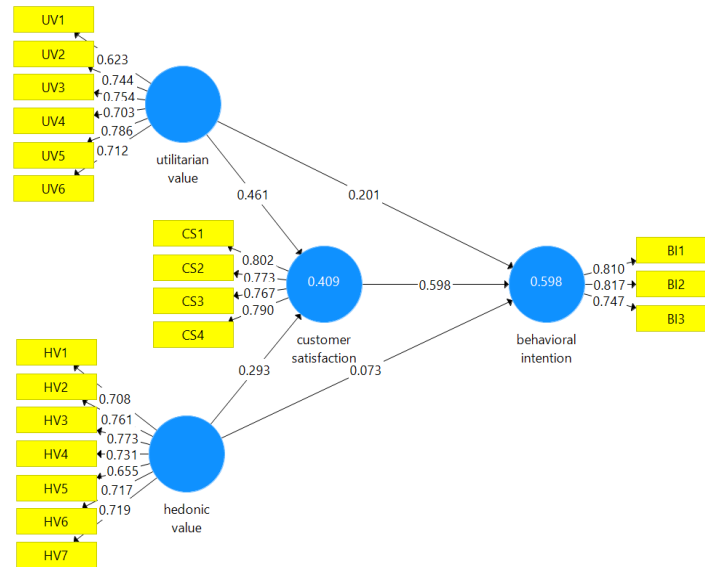 UV1
0.623
UV2
0.744
UV3
0.754
UV4
0.703
0.786
UV5
0.712
UV6
utilitarian
value
0.461
0.201
CS1
0.802
CS2
0.773
CS3
0.767
CS4
0.790
0.409
customer
satisfaction
0.598
0.598
behavioral
intention
BI1
0.810
BI2
0.817
BI3
0.747
0.293
0.073
HV1
0.708
HV2
0.761
HV3
0.773
HV4
0.731
0.655
HV5
0.717
HV6
0.719
HV7
hedonic
value